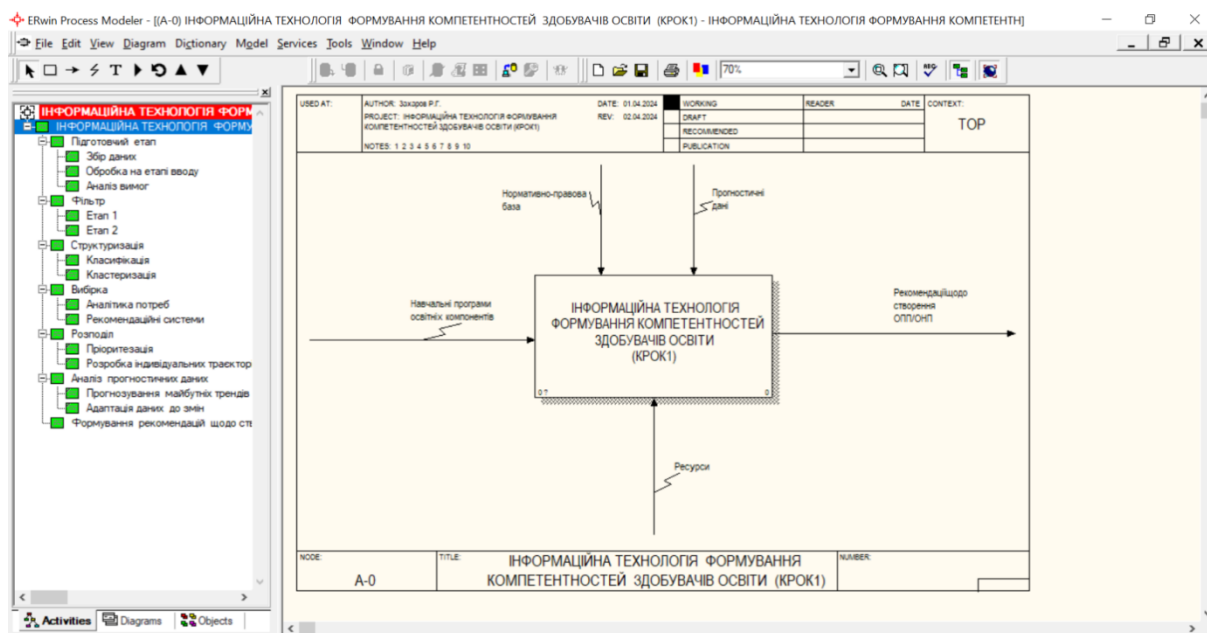 ERwin Process Modeler - [(A-0) ІНФОРМАЦІЙНА ТЕХНОЛОГІЯ ФОРМУВАННЯ КОМПЕТЕНТНОСТЕЙ ЗДОБУВАЧІВ ОСВІТИ (КРОК1) - ІНФОРМАЦІЙНА ТЕХНОЛОГІЯ ФОРМУВАННЯ КОМПЕТЕНТН]
File Edit View Diagram Dictionary Model Services Tools Window Help
70%
ІНФОРМАЦІЙНА ТЕХНОЛОГІЯ ФОРМ
ІНФОРМАЦІЙНА ТЕХНОЛОГІЯ ФОРМУ
Підготовчий етап
Збір даних
Обробка на етапі вводу
Аналіз вимог
Фільтр
Етап 1
Етап 2
Структуризація
Класифікація
Кластеризація
Вибірка
Аналітика потреб
Рекомендаційні системи
Розподіл
Пріоритезація
Розробка індивідуальних траєктор
Аналіз прогностичних даних
Прогнозування майбутніх трендів
Адаптація даних до змін
Формування рекомендацій щодо ств
Activities Diagrams Objects
USED AT:
AUTHOR: Захаров Р.Г.
DATE: 01.04.2024
PROJECT: ІНФОРМАЦІЙНА ТЕХНОЛОГІЯ ФОРМУВАННЯ
КОМПЕТЕНТНОСТЕЙ ЗДОБУВАЧІВ ОСВІТИ (КРОК1)
REV: 02.04.2024
NOTES: 1 2 3 4 5 6 7 8 9 10
WORKING
DRAFT
RECOMMENDED
PUBLICATION
READER DATE
CONTEXT:
TOP
Нормативно-правова
база
Прогностичні
дані
Навчальні програми
освітніх компонентів
ІНФОРМАЦІЙНА ТЕХНОЛОГІЯ
ФОРМУВАННЯ КОМПЕТЕНТНОСТЕЙ
ЗДОБУВАЧІВ ОСВІТИ
(КРОК1)
0 ?
0
Рекомендаціїщодо
створення
ОПП/ОНП
Ресурси
NODE:
A-0
TITLE:
ІНФОРМАЦІЙНА ТЕХНОЛОГІЯ ФОРМУВАННЯ
КОМПЕТЕНТНОСТЕЙ ЗДОБУВАЧІВ ОСВІТИ (КРОК1)
NUMBER: